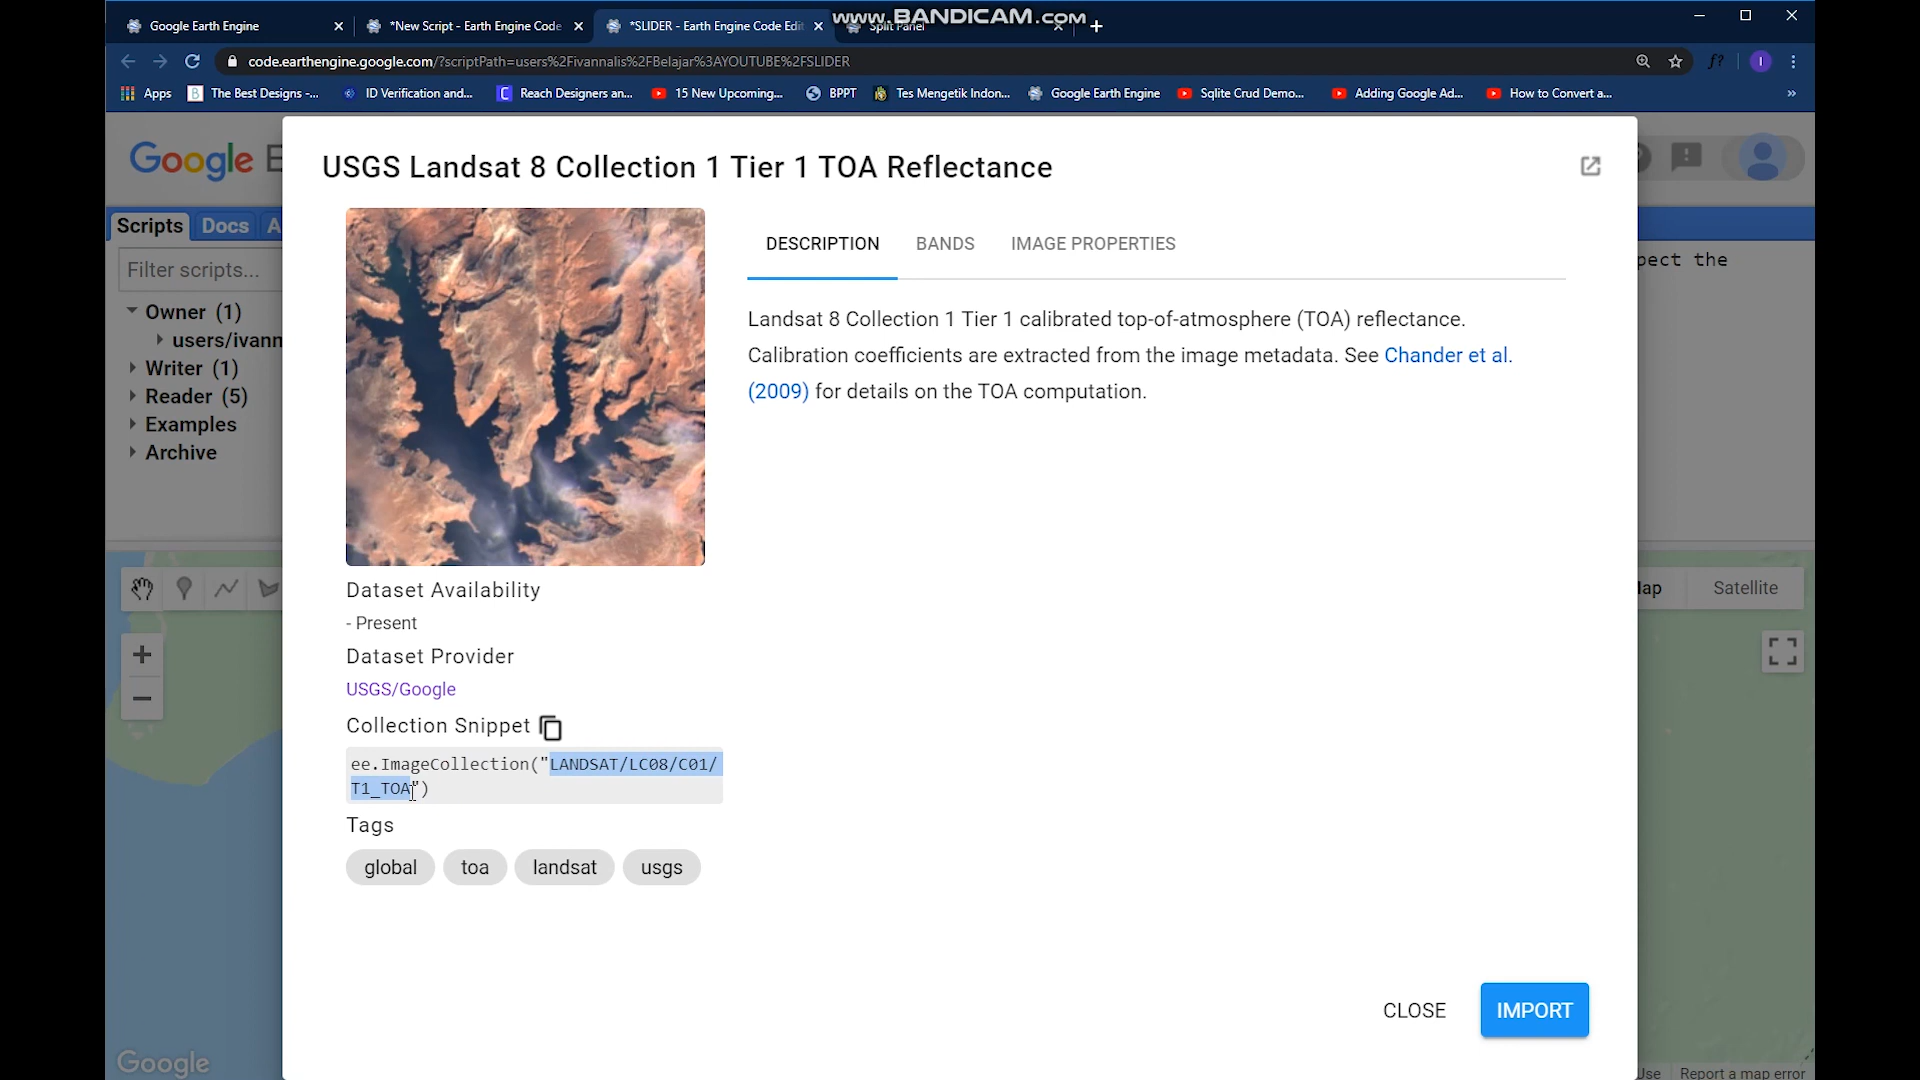 www.BANDICAM.com
Google Earth Engine
*New Script - Earth Engine Code
*SLIDER - Earth Engine Code Edit
Split Panel
code.earthengine.google.com/?scriptPath=users%2Fivannalis%2FBelajar%3AYOUTUBE%2FSLIDER
f?
I
Apps
The Best Designs -...
ID Verification and...
Reach Designers an...
15 New Upcoming...
BPPT
Tes Mengetik Indon...
Google Earth Engine
Sqlite Crud Demo...
Adding Google Ad...
How to Convert a...
»
Google E
Scripts
Docs
A
Filter scripts...
Owner (1)
users/ivann
Writer (1)
Reader (5)
Examples
Archive
pect the
USGS Landsat 8 Collection 1 Tier 1 TOA Reflectance
DESCRIPTION
BANDS
IMAGE PROPERTIES
Landsat 8 Collection 1 Tier 1 calibrated top-of-atmosphere (TOA) reflectance.
Calibration coefficients are extracted from the image metadata. See Chander et al.
(2009) for details on the TOA computation.
Dataset Availability
- Present
Dataset Provider
USGS/Google
Collection Snippet
ee.ImageCollection("LANDSAT/LC08/C01/
T1_TOA")
Tags
global
toa
landsat
usgs
CLOSE
IMPORT
ap
Satellite
Google
Use
Report a map error